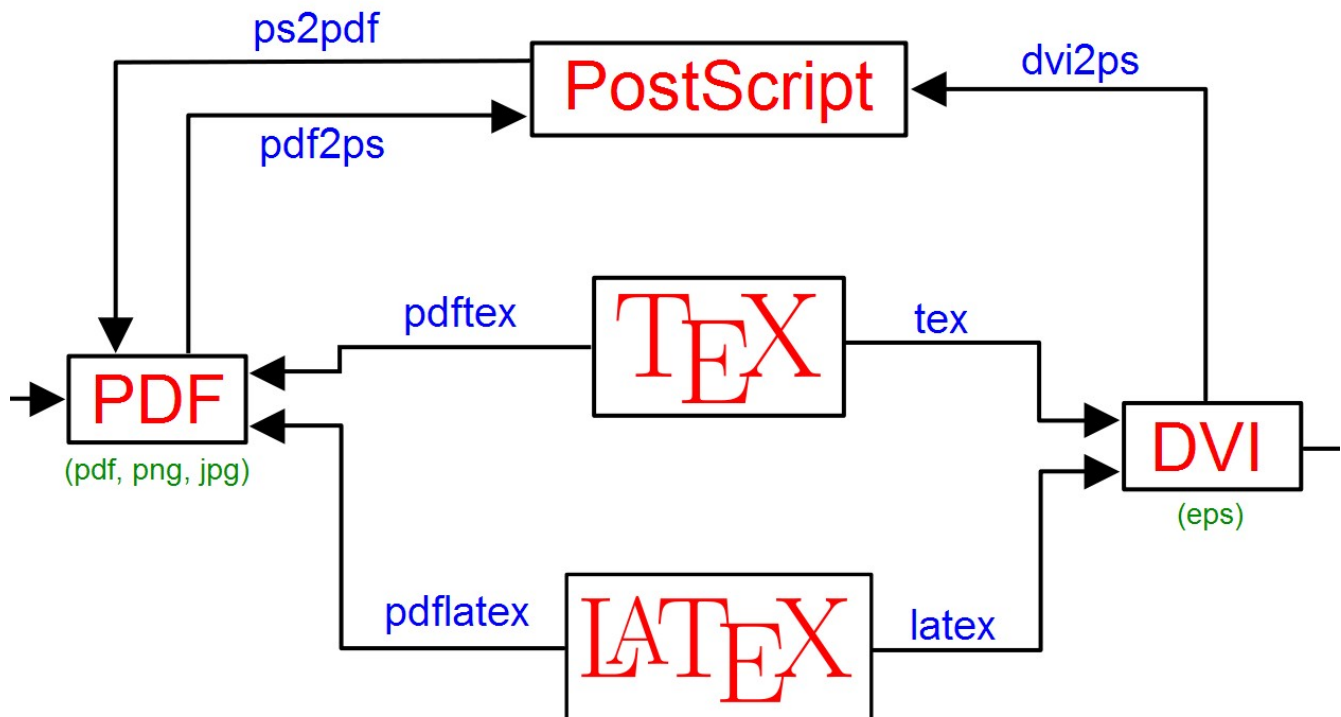 ps2pdf
PostScript
dvi2ps
pdf2ps
pdftex
TEX
tex
PDF
(pdf, png, jpg)
DVI
(eps)
pdflatex
LATEX
latex